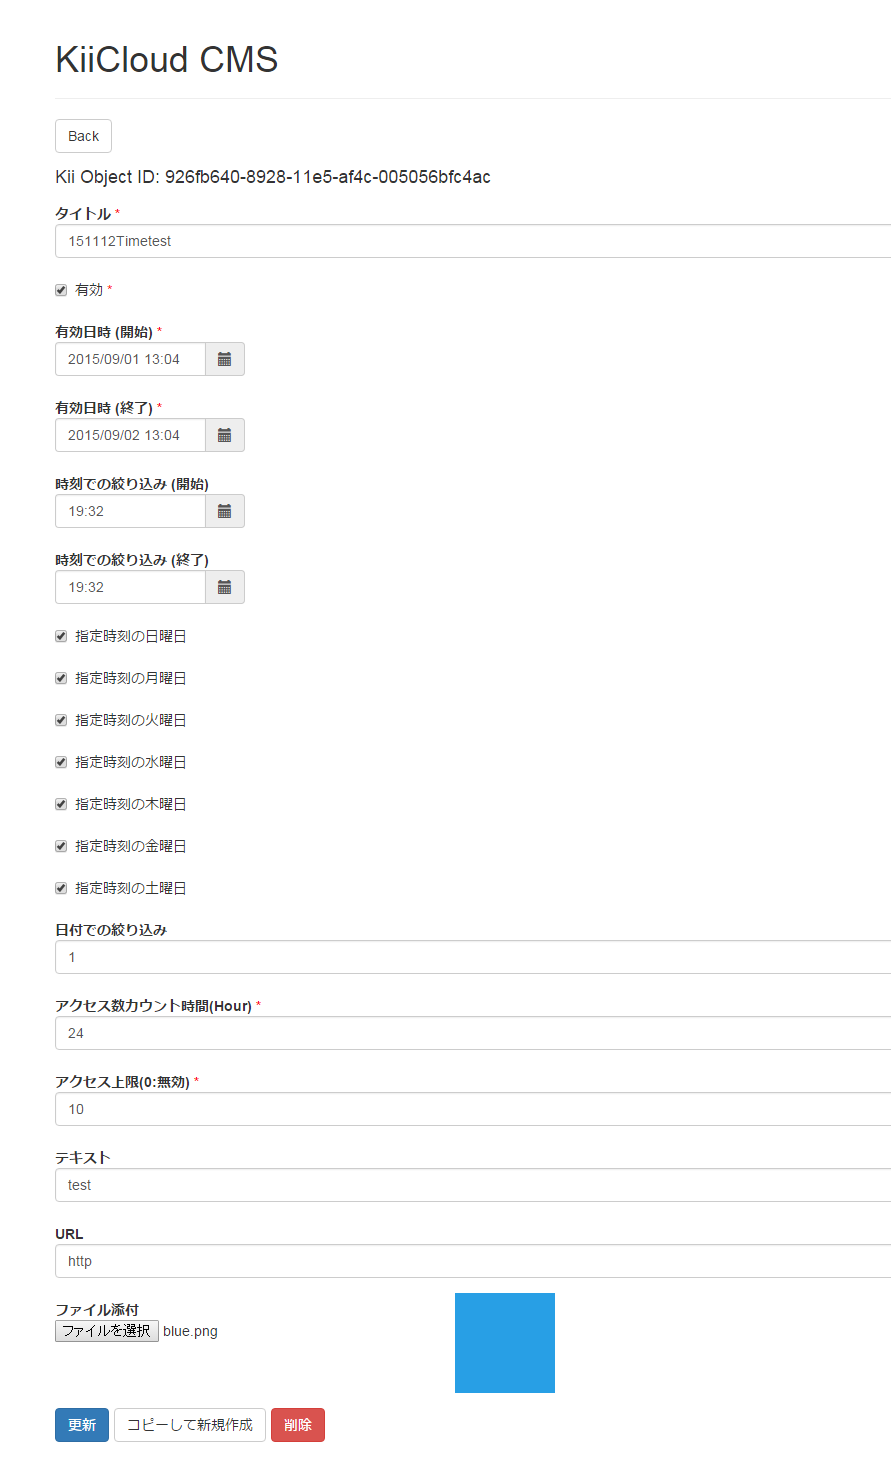 KiiCloud CMS
Back
Kii Object ID: 926fb640-8928-11e5-af4c-005056bfc4ac
タイトル *
151112Timetest
有効 *
有効日時 (開始) *
2015/09/01 13:04
有効日時 (終了) *
2015/09/02 13:04
時刻での絞り込み (開始)
19:32
時刻での絞り込み (終了)
19:32
指定時刻の日曜日
指定時刻の月曜日
指定時刻の火曜日
指定時刻の水曜日
指定時刻の木曜日
指定時刻の金曜日
指定時刻の土曜日
日付での絞り込み
1
アクセス数カウント時間(Hour) *
24
アクセス上限(0:無効) *
10
テキスト
test
URL
http
ファイル添付
ファイルを選択 blue.png
更新 コピーして新規作成 削除